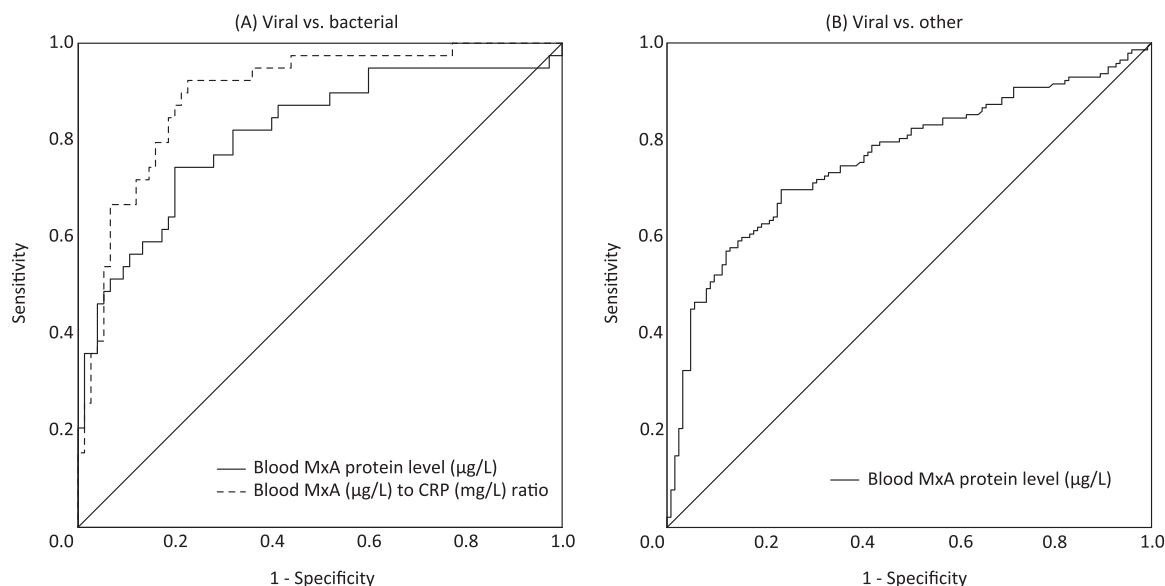 (A) Viral vs. bacterial
1.0
0.8
0.6
0.4
0.2
0.0
0.2
0.4
0.6
0.8
1.0
Sensitivity
1 - Specificity
Blood MxA protein level (µg/L)
Blood MxA (µg/L) to CRP (mg/L) ratio
(B) Viral vs. other
1.0
0.8
0.6
0.4
0.2
0.0
0.2
0.4
0.6
0.8
1.0
Sensitivity
1 - Specificity
Blood MxA protein level (µg/L)